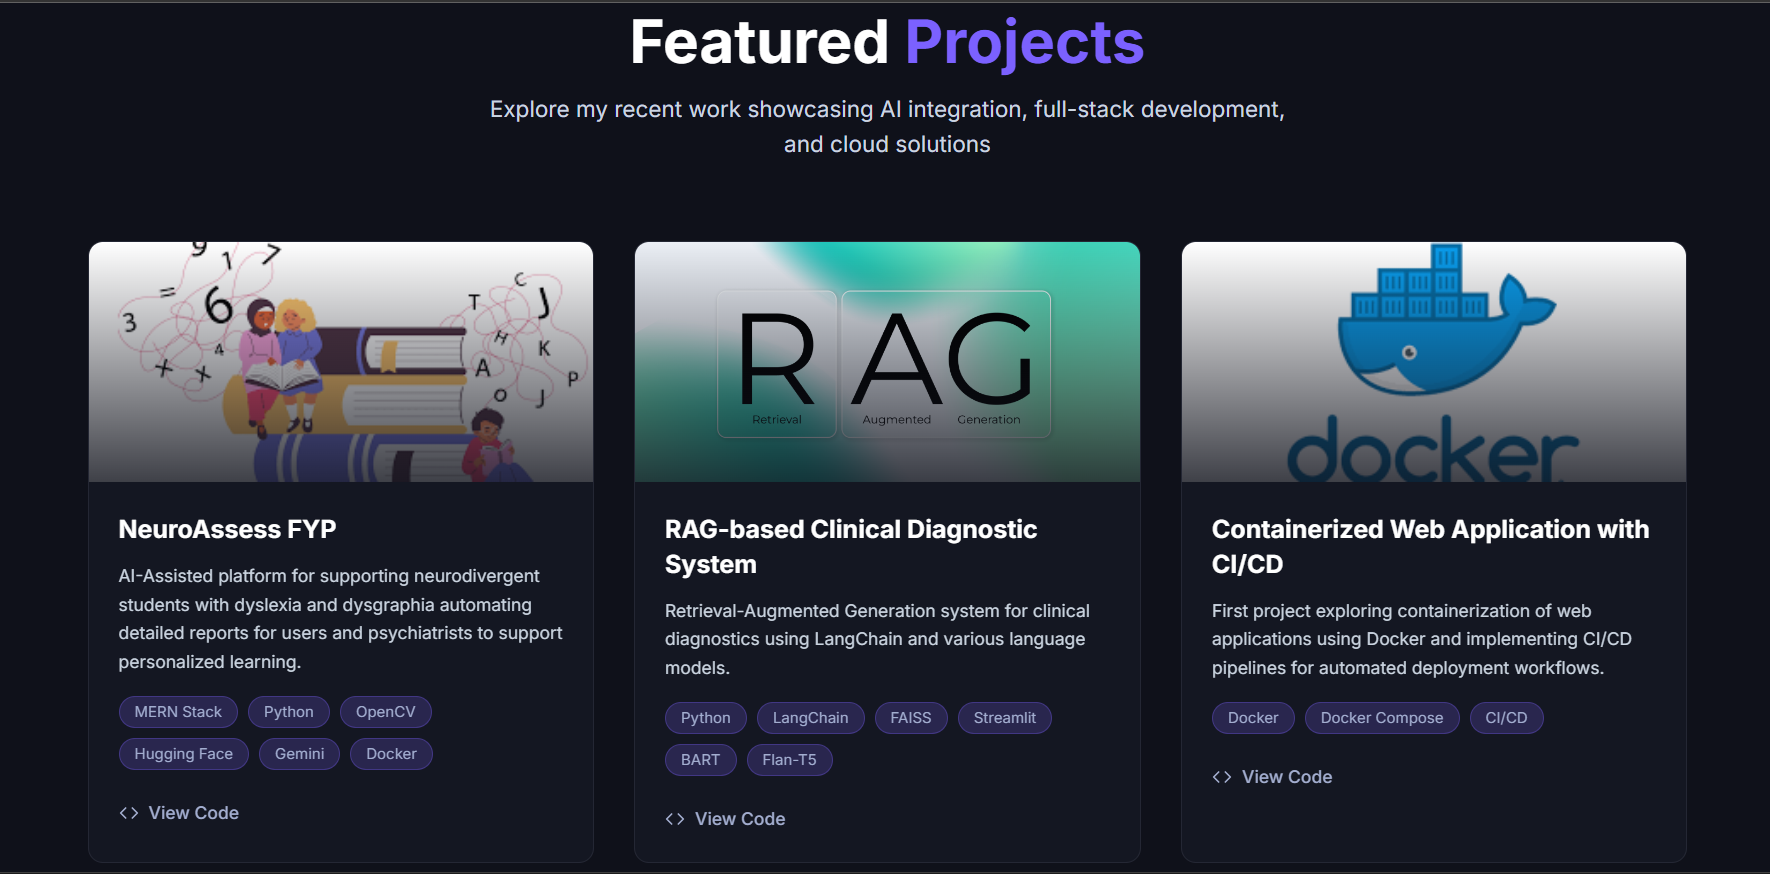 Featured Projects
Explore my recent work showcasing AI integration, full-stack development,
and cloud solutions
9
1
7
=
6
3
4
+
x
T
C
J
H
K
A
P
O
J
NeuroAssess FYP
AI-Assisted platform for supporting neurodivergent
students with dyslexia and dysgraphia automating
detailed reports for users and psychiatrists to support
personalized learning.
MERN Stack Python OpenCV
Hugging Face Gemini Docker
<> View Code
R AG
Retrieval Augmented Generation
RAG-based Clinical Diagnostic
System
Retrieval-Augmented Generation system for clinical
diagnostics using LangChain and various language
models.
Python LangChain FAISS Streamlit
BART Flan-T5
<> View Code
docker
Containerized Web Application with
CI/CD
First project exploring containerization of web
applications using Docker and implementing CI/CD
pipelines for automated deployment workflows.
Docker Docker Compose CI/CD
<> View Code